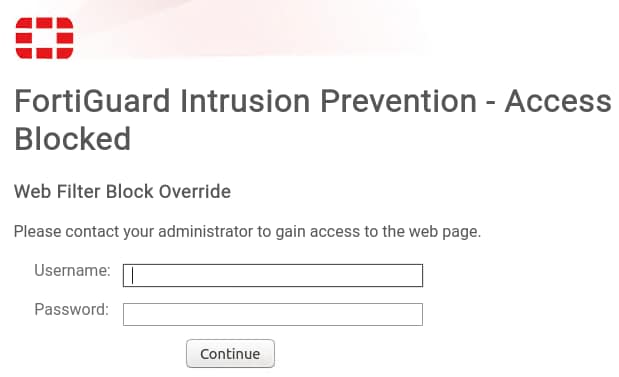 FortiGuard Intrusion Prevention - Access
Blocked
Web Filter Block Override
Please contact your administrator to gain access to the web page.
Username:
Password:
Continue